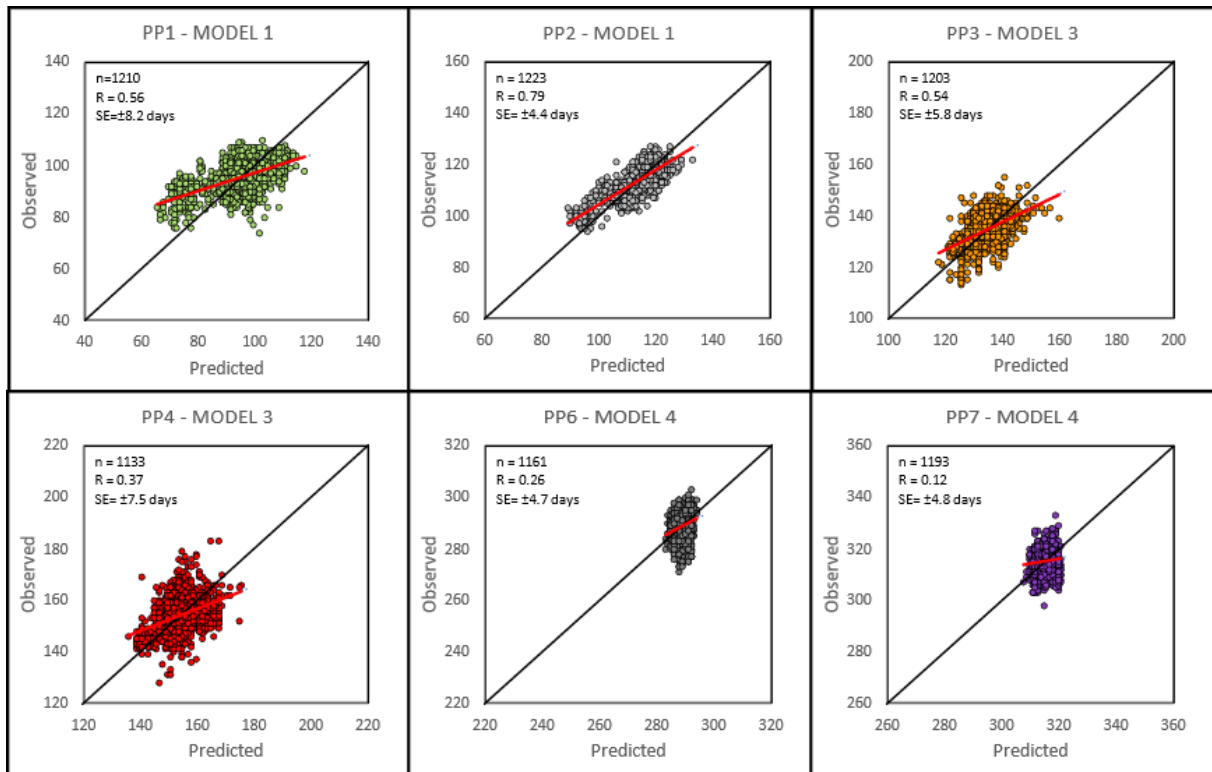 PP1 - MODEL 1
140
n=1210
R = 0.56
SE=±8.2 days
120
100
80
60
40
Observed
40 60 80 100 120 140
Predicted
PP2 - MODEL 1
160
n = 1223
R = 0.79
SE= ±4.4 days
140
120
100
80
60
Observed
60 80 100 120 140 160
Predicted
PP3 - MODEL 3
200
n = 1203
R = 0.54
SE= ±5.8 days
180
160
140
120
100
Observed
100 120 140 160 180 200
Predicted
PP4 - MODEL 3
220
n = 1133
R = 0.37
SE= ±7.5 days
200
180
160
140
120
Observed
120 140 160 180 200 220
Predicted
PP6 - MODEL 4
320
n = 1161
R = 0.26
SE= ±4.7 days
300
280
260
240
220
Observed
220 240 260 280 300 320
Predicted
PP7 - MODEL 4
360
n = 1193
R = 0.12
SE= ±4.8 days
340
320
300
280
260
Observed
260 280 300 320 340 360
Predicted